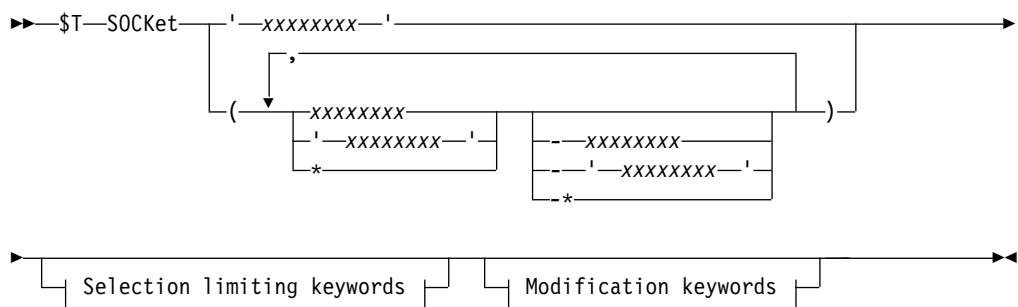 $T SOCKet ' xxxxxxxx '
,
( xxxxxxxx - xxxxxxxx )
' xxxxxxxx ' - ' xxxxxxxx '
* -*
Selection limiting keywords Modification keywords